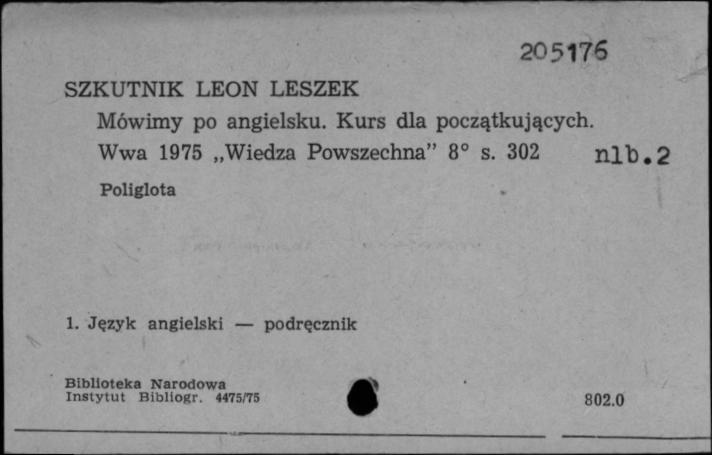 205176
SZKUTNIK LEON LESZEK
Mówimy po angielsku. Kurs dla początkujących.
Wwa 1975 „Wiedza Powszechna” 8° s. 302 nlb.2
Poliglota
1. Język angielski — podręcznik
Biblioteka Narodowa
Instytut Bibliogr. 4475/75
802.0